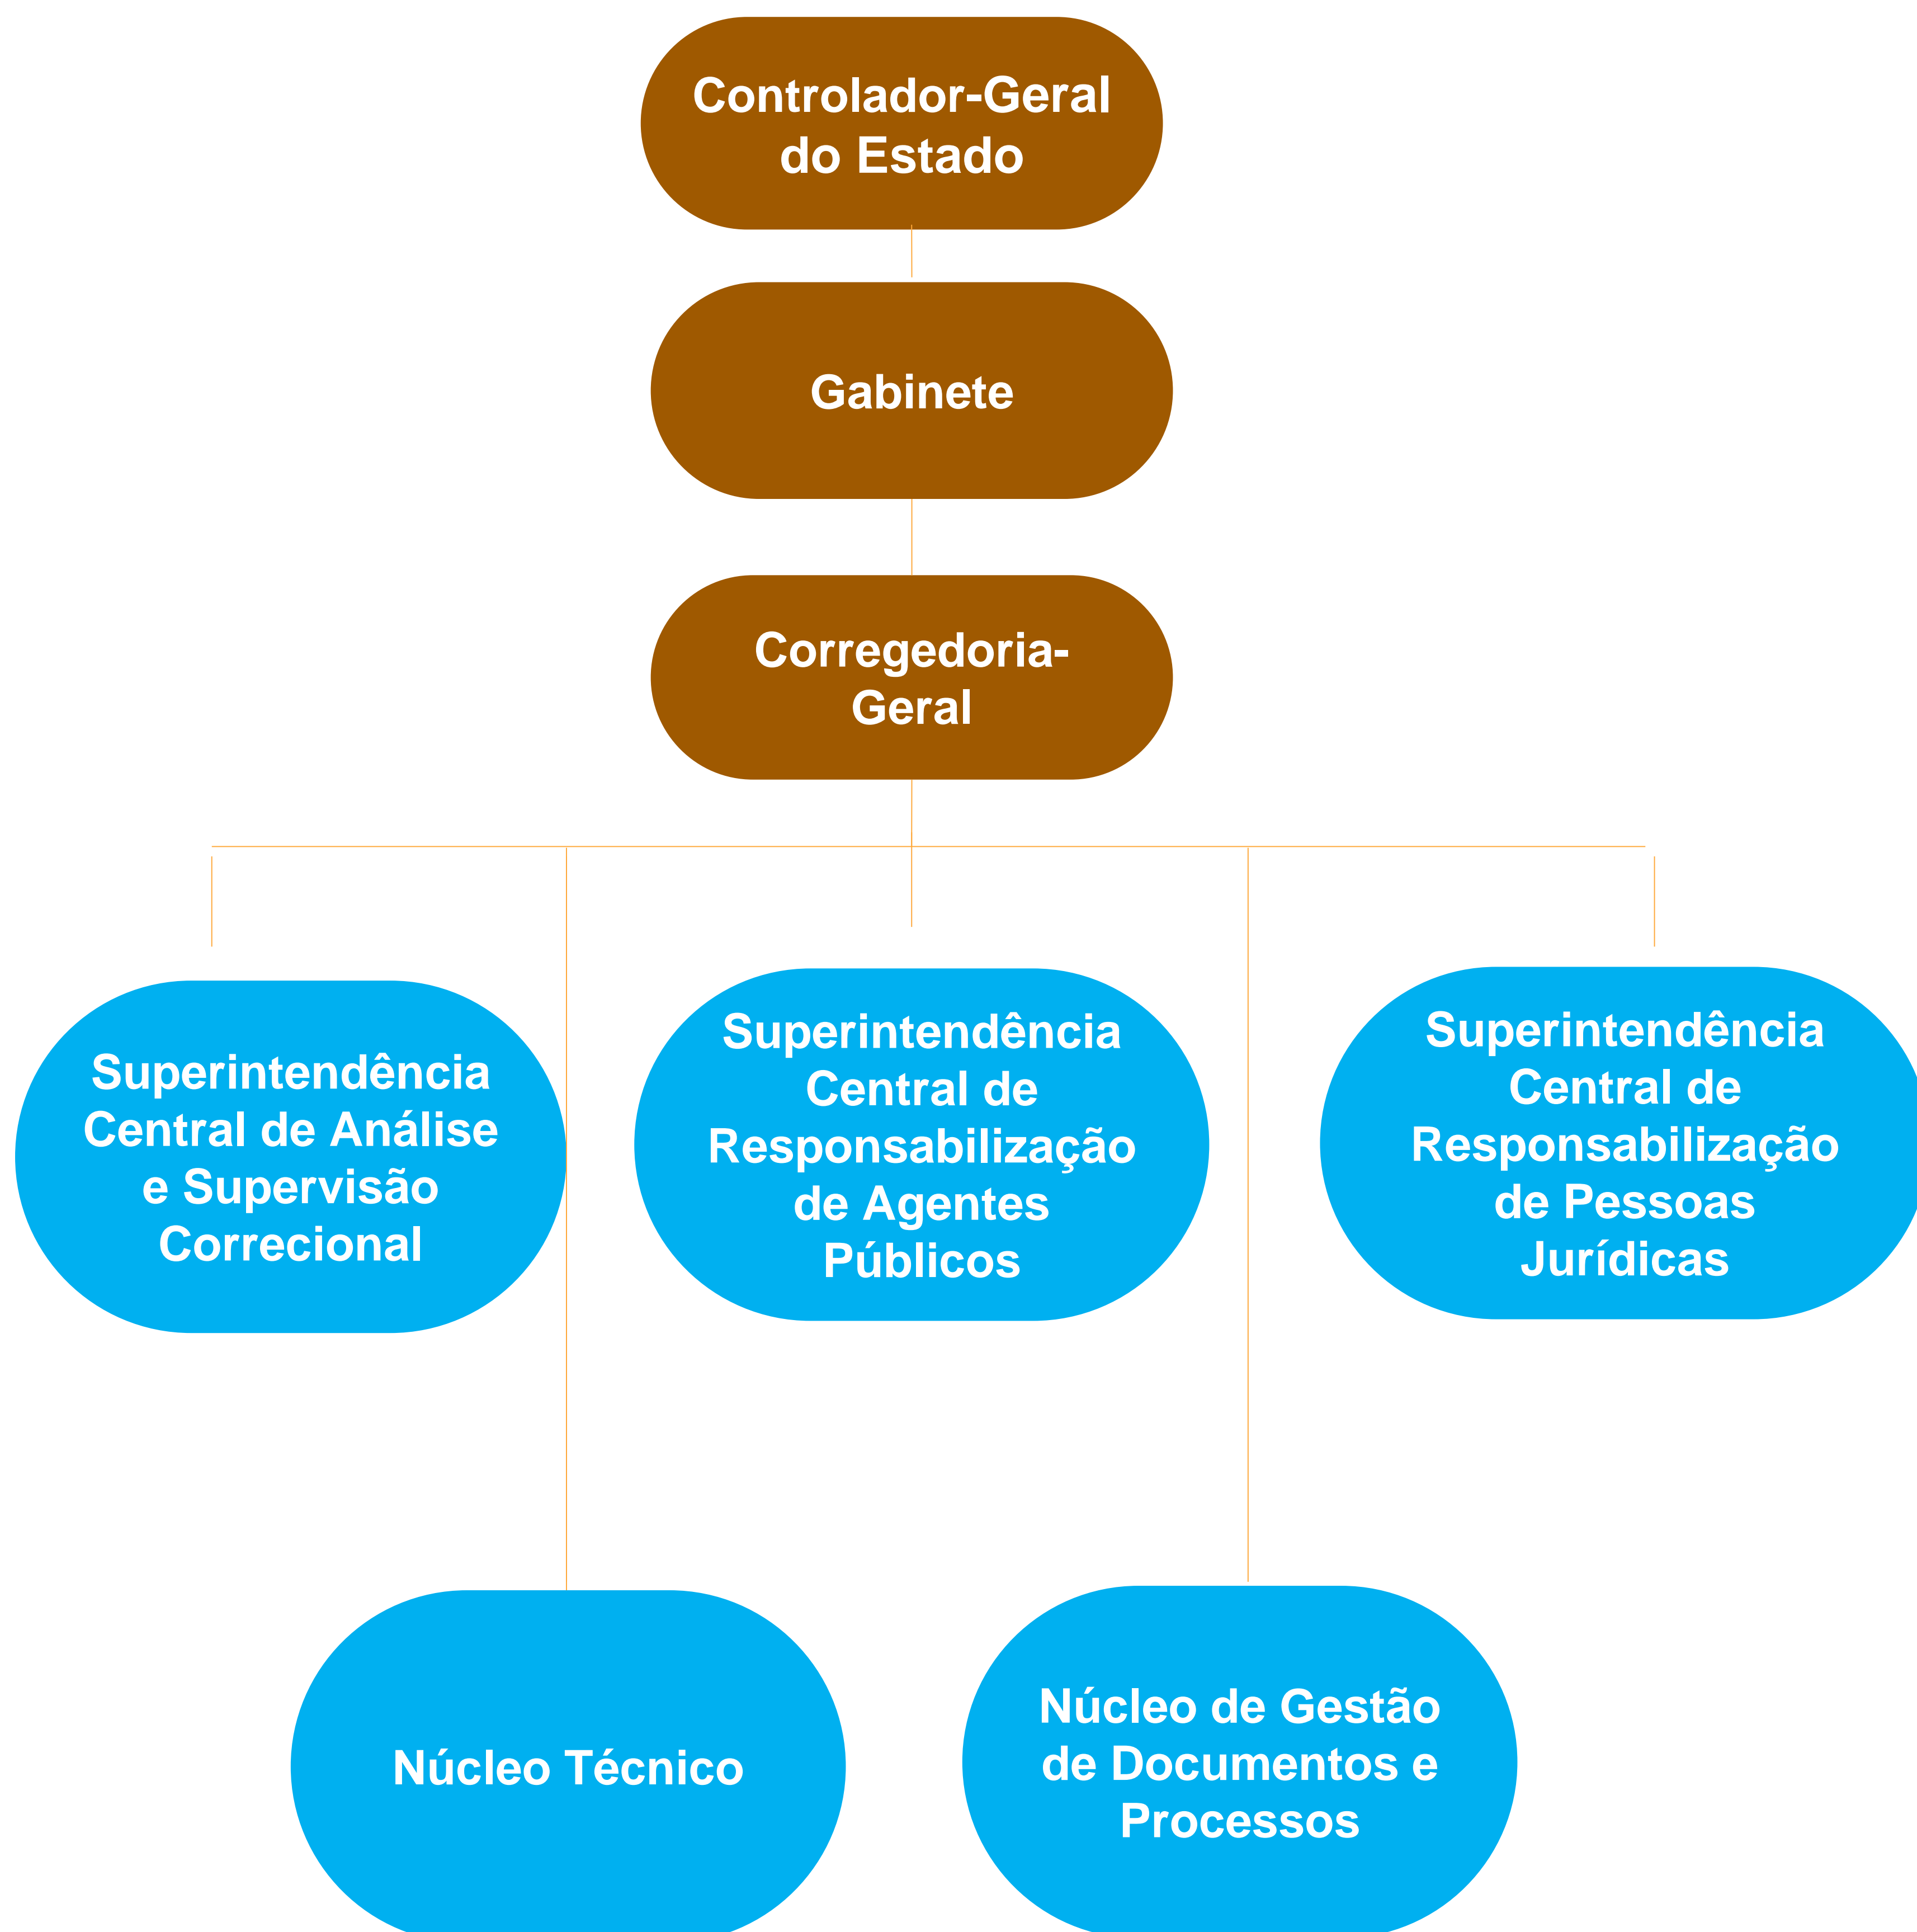 Controlador-Geral
do Estado
Gabinete
Corregedoria-
Geral
Superintendência
Central de Análise
e Supervisão
Correcional
Superintendência
Central de
Responsabilização
de Agentes
Públicos
Superintendência
Central de
Responsabilização
de Pessoas
Jurídicas
Núcleo Técnico
Núcleo de Gestão
de Documentos e
Processos